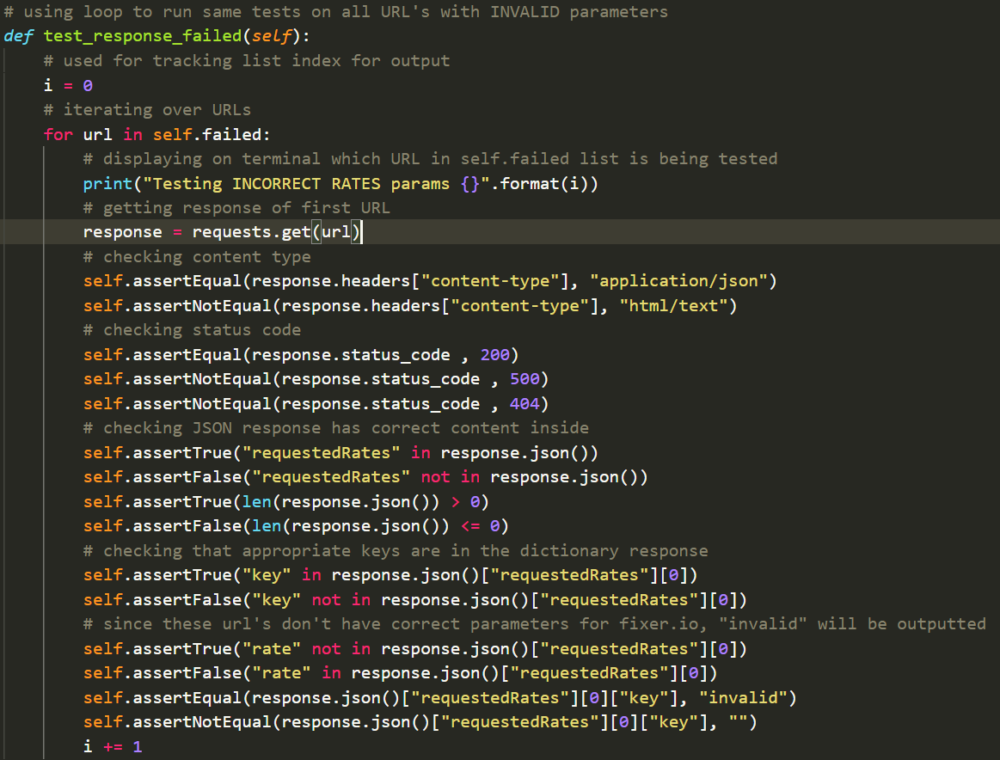 # using loop to run same tests on all URL's with INVALID parameters
def test_response_failed(self):
    # used for tracking list index for output
    i = 0
    # iterating over URLs
    for url in self.failed:
        # displaying on terminal which URL in self.failed list is being tested
        print("Testing INCORRECT RATES params {}".format(i))
        # getting response of first URL
        response = requests.get(url)
        # checking content type
        self.assertEqual(response.headers["content-type"], "application/json")
        self.assertNotEqual(response.headers["content-type"], "html/text")
        # checking status code
        self.assertEqual(response.status_code , 200)
        self.assertNotEqual(response.status_code , 500)
        self.assertNotEqual(response.status_code , 404)
        # checking JSON response has correct content inside
        self.assertTrue("requestedRates" in response.json())
        self.assertFalse("requestedRates" not in response.json())
        self.assertTrue(len(response.json()) > 0)
        self.assertFalse(len(response.json()) <= 0)
        # checking that appropriate keys are in the dictionary response
        self.assertTrue("key" in response.json()["requestedRates"][0])
        self.assertFalse("key" not in response.json()["requestedRates"][0])
        # since these url's don't have correct parameters for fixer.io, "invalid" will be outputted
        self.assertTrue("rate" not in response.json()["requestedRates"][0])
        self.assertFalse("rate" in response.json()["requestedRates"][0])
        self.assertEqual(response.json()["requestedRates"][0]["key"], "invalid")
        self.assertNotEqual(response.json()["requestedRates"][0]["key"], "")
        i += 1